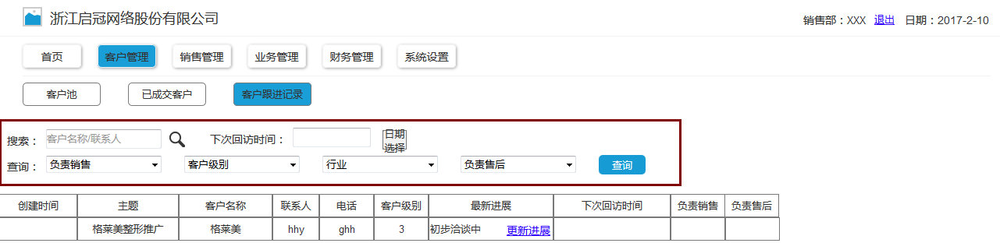 浙江启冠网络股份有限公司
销售部：XXX 退出 日期：2017-2-10
首页 客户管理 销售管理 业务管理 财务管理 系统设置
客户池 已成交客户 客户跟进记录
搜索： 客户名称/联系人 下次回访时间： 日期
选择
查询： 负责销售 客户级别 行业 负责售后 查询
创建时间 主题 客户名称 联系人 电话 客户级别 最新进展 下次回访时间 负责销售 负责售后
格莱美整形推广 格莱美 hhy ghh 3 初步洽谈中 更新进展